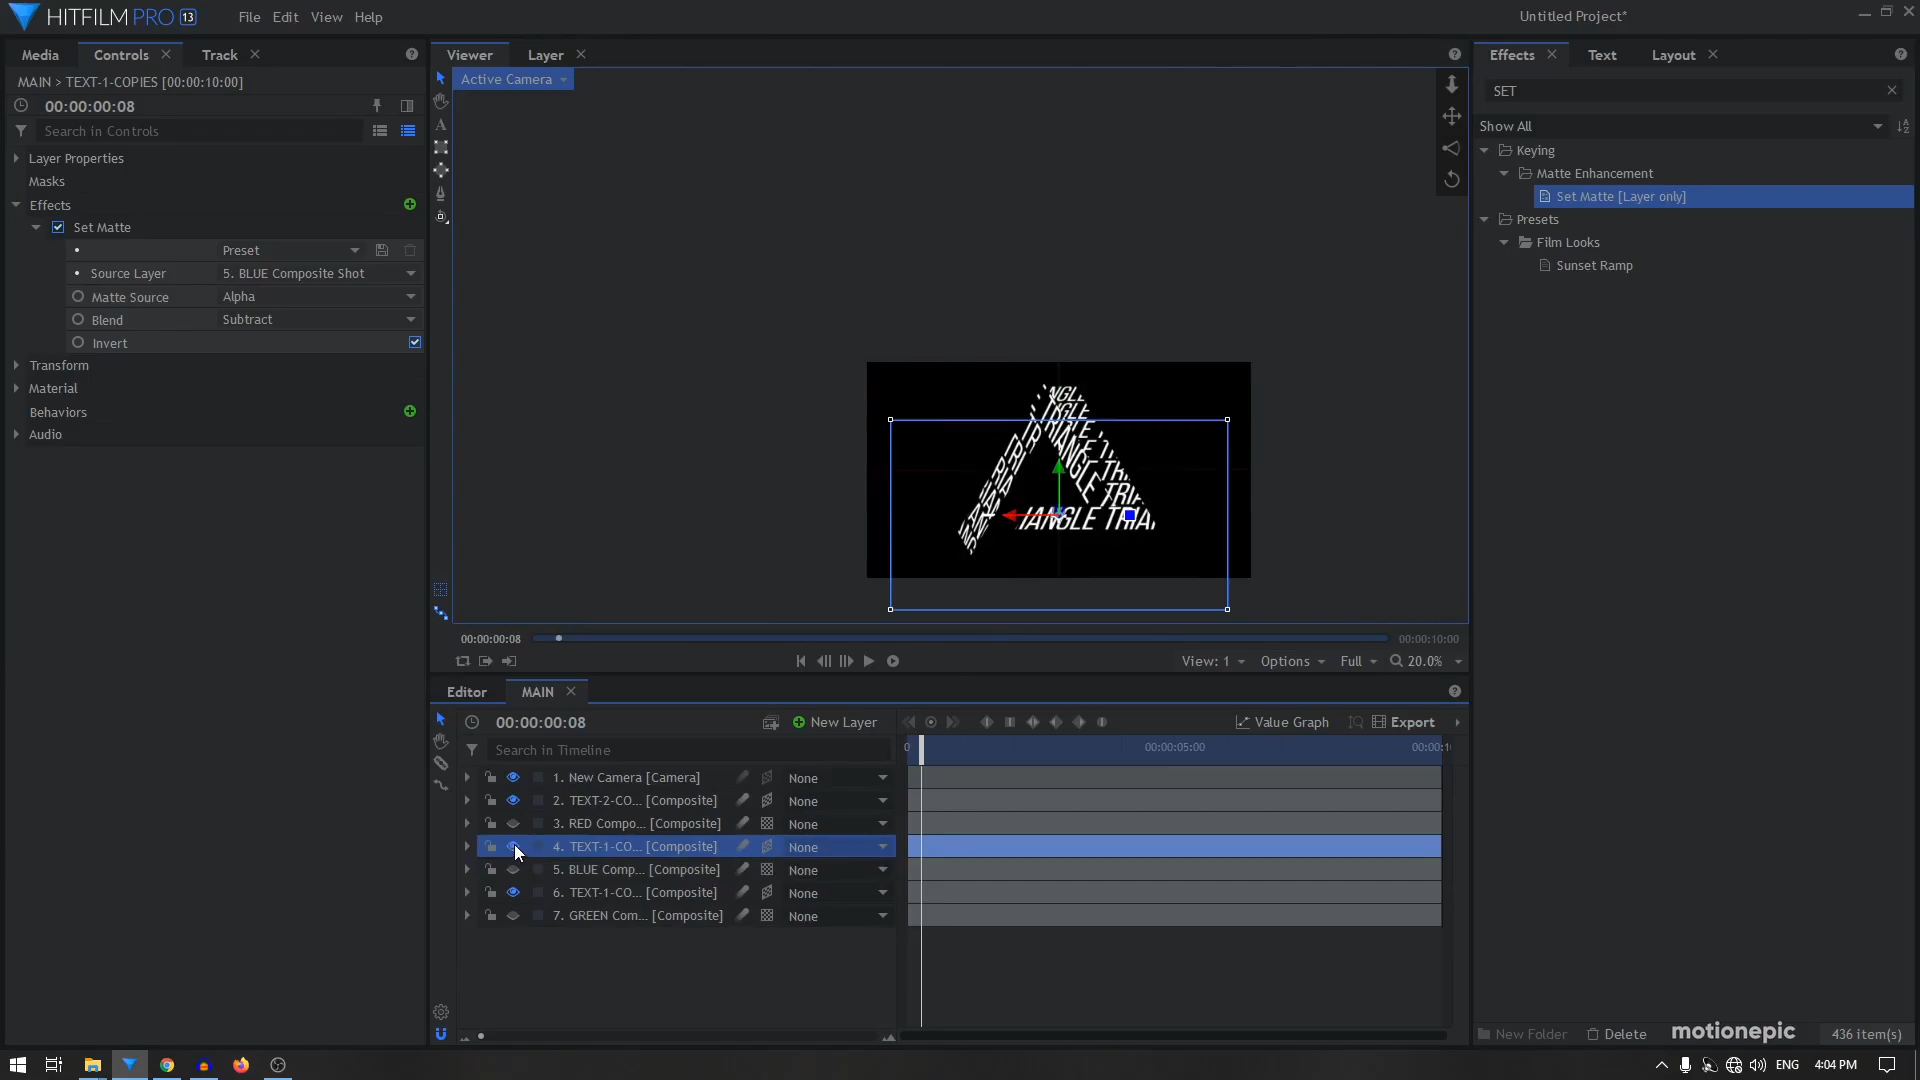 HITFILM PRO 13
File Edit View Help
Untitled Project*
Media Controls Track
MAIN > TEXT-1-COPIES [00:00:10:00]
00:00:00:08
Search in Controls
Layer Properties
Masks
Effects
Set Matte
Preset
Source Layer 5. BLUE Composite Shot
Matte Source Alpha
Blend Subtract
Invert
Transform
Material
Behaviors
Audio
Viewer Layer
Active Camera
IANGLE TRIA
00:00:00:08 00:00:10:00
View: 1 Options Full 20.0%
Editor MAIN
00:00:00:08 New Layer Value Graph Export
Search in Timeline 0 00:00:05:00 00:00:1
1. New Camera [Camera] None
2. TEXT-2-CO... [Composite] None
3. RED Compo... [Composite] None
4. TEXT-1-CO... [Composite] None
5. BLUE Comp... [Composite] None
6. TEXT-1-CO... [Composite] None
7. GREEN Com... [Composite] None
Effects Text Layout
SET
Show All
Keying
Matte Enhancement
Set Matte [Layer only]
Presets
Film Looks
Sunset Ramp
New Folder Delete motionepic 436 item(s)
ENG 4:04 PM